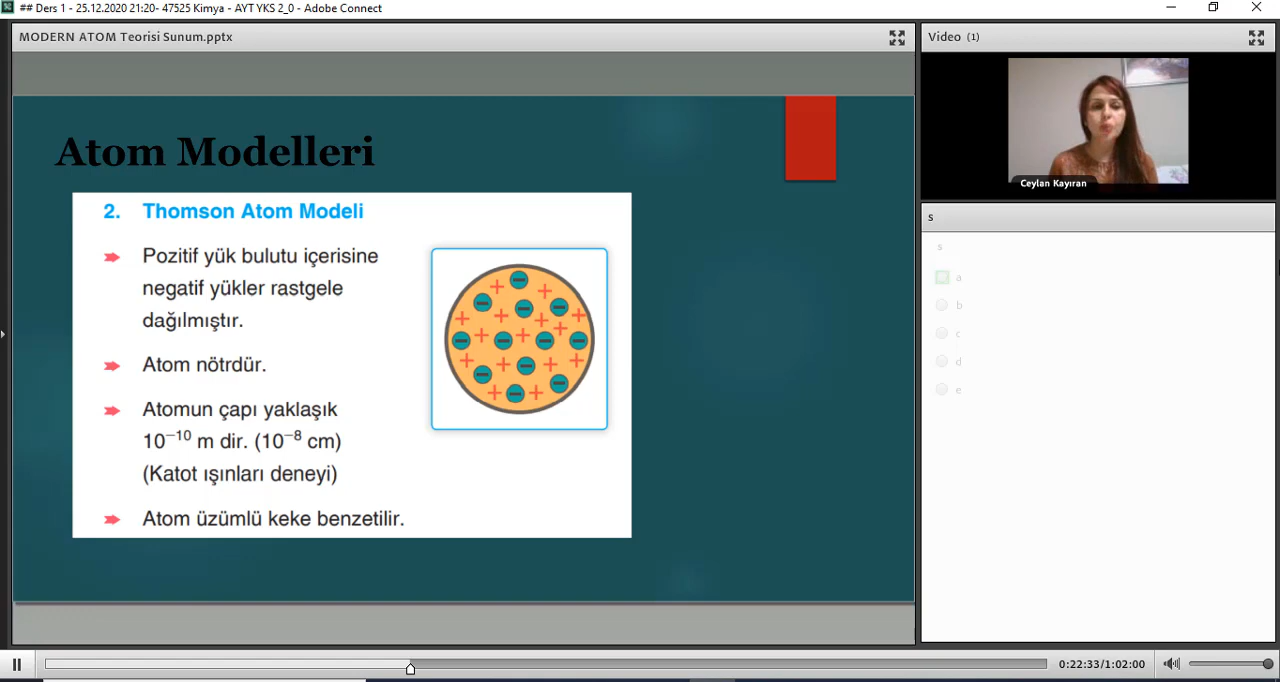 ## Ders 1 - 25.12.2020 21:20- 47525 Kimya - AYT YKS 2_0 - Adobe Connect
MODERN ATOM Teorisi Sunum.pptx
Atom Modelleri
2. Thomson Atom Modeli
Pozitif yük bulutu içerisine
negatif yükler rastgele
dağılmıştır.
Atom nötrdür.
Atomun çapı yaklaşık
10⁻¹⁰ m dir. (10⁻⁸ cm)
(Katot ışınları deneyi)
Atom üzümlü keke benzetilir.
Video (1)
Ceylan Kayıran
s
s
a
b
c
d
e
0:22:33/1:02:00